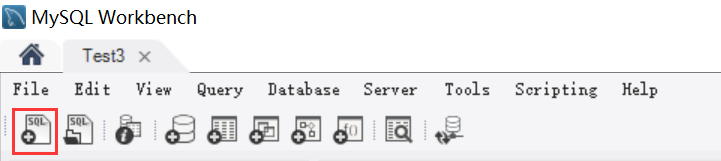 MySQL Workbench
Test3
File Edit View Query Database Server Tools Scripting Help
SQL SQL f()